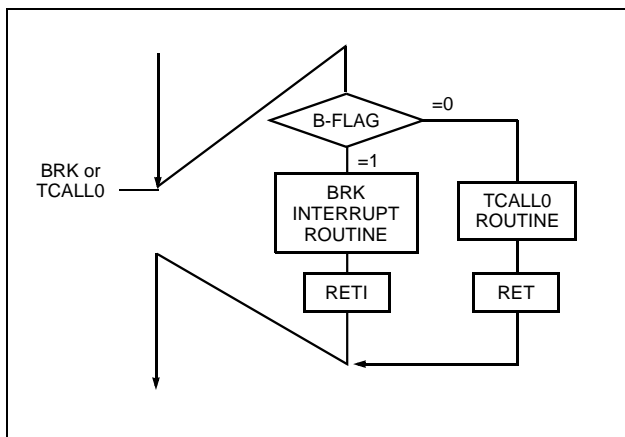 B-FLAG
=0
=1
BRK or
TCALL0
BRK
INTERRUPT
ROUTINE
TCALL0
ROUTINE
RETI
RET